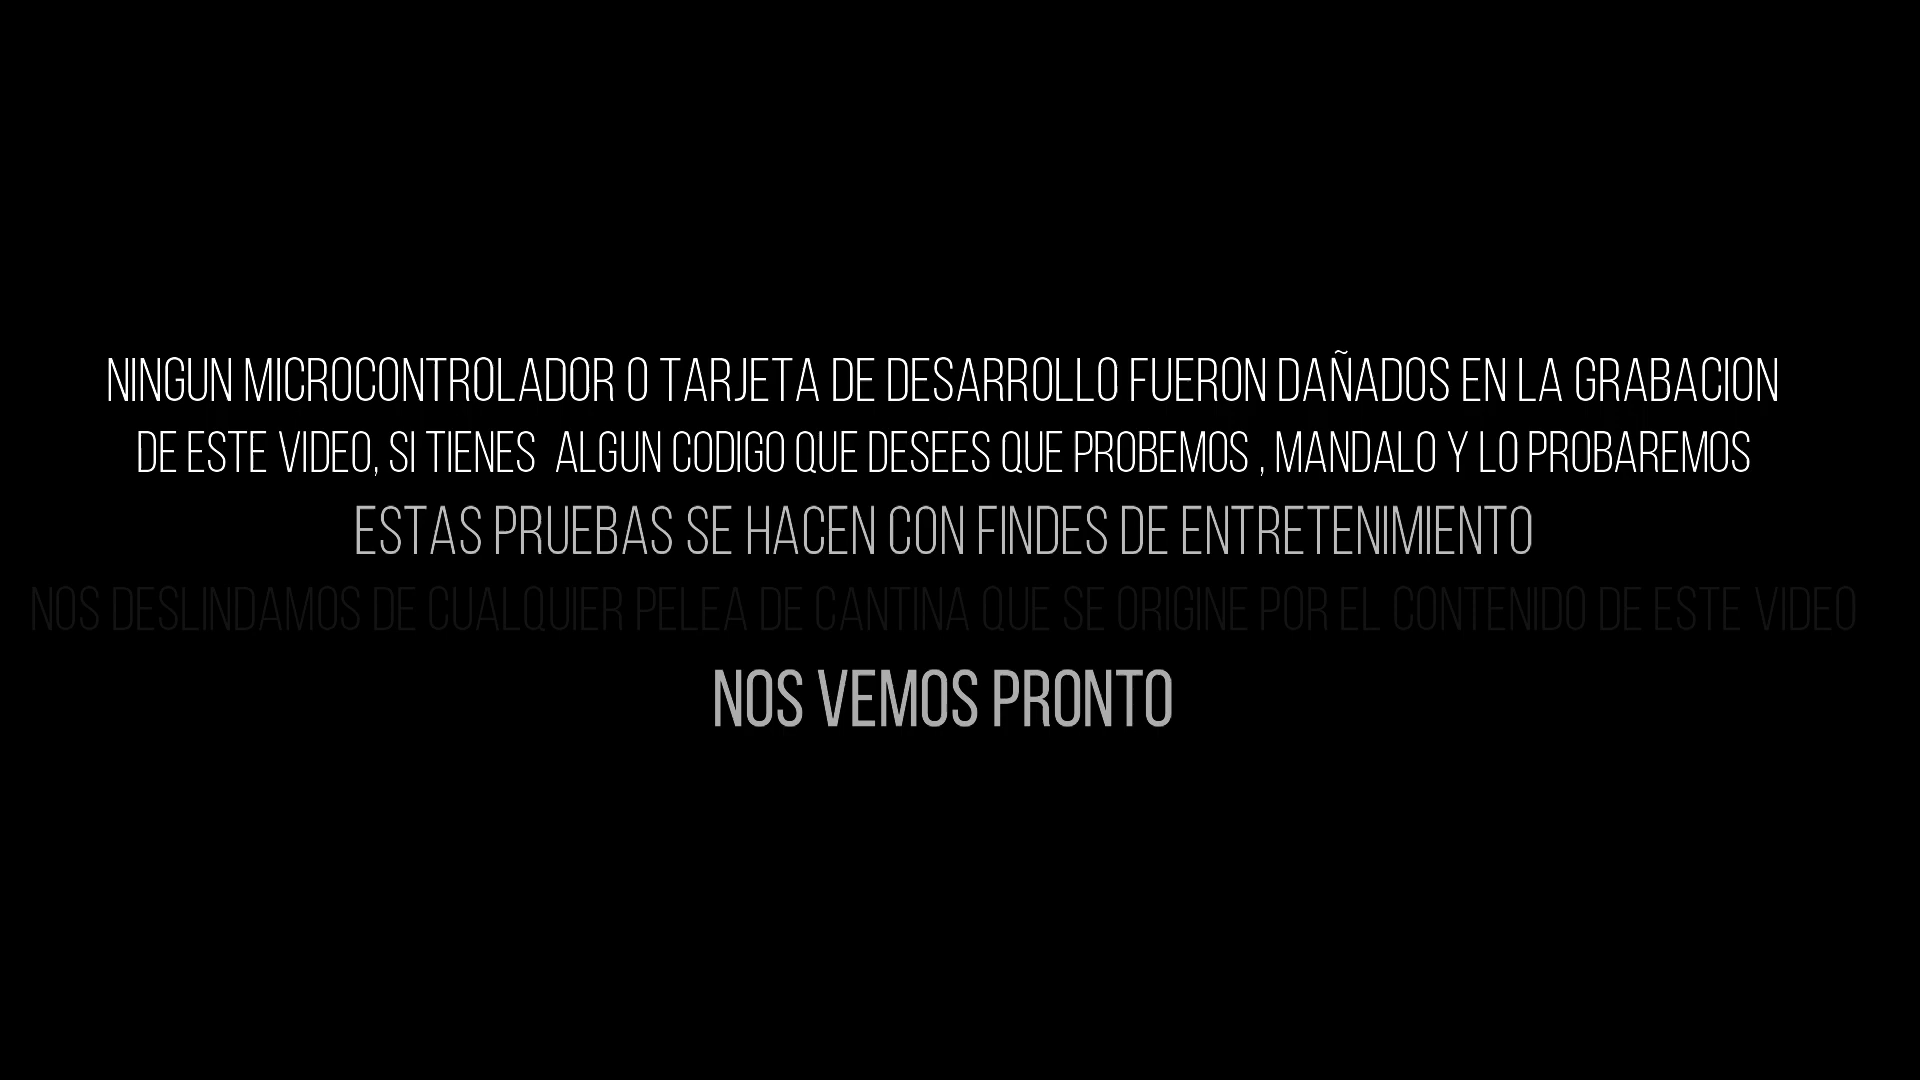 NINGUN MICROCONTROLADOR O TARJETA DE DESARROLLO FUERON DAÑADOS EN LA GRABACION
DE ESTE VIDEO, SI TIENES  ALGUN CODIGO QUE DESEES QUE PROBEMOS , MANDALO Y LO PROBAREMOS
ESTAS PRUEBAS SE HACEN CON FINDES DE ENTRETENIMIENTO
NOS DESLINDAMOS DE CUALQUIER PELEA DE CANTINA QUE SE ORIGINE POR EL CONTENIDO DE ESTE VIDEO
NOS VEMOS PRONTO